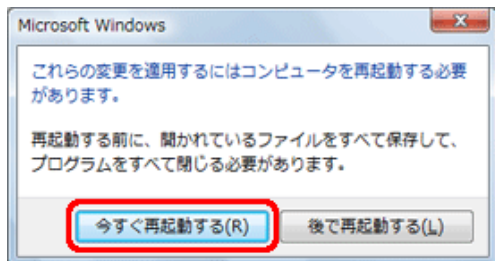 Microsoft Windows
これらの変更を適用するにはコンピュータを再起動する必要
があります。
再起動する前に、開かれているファイルをすべて保存して、
プログラムをすべて閉じる必要があります。
今すぐ再起動する(R)
後で再起動する(L)